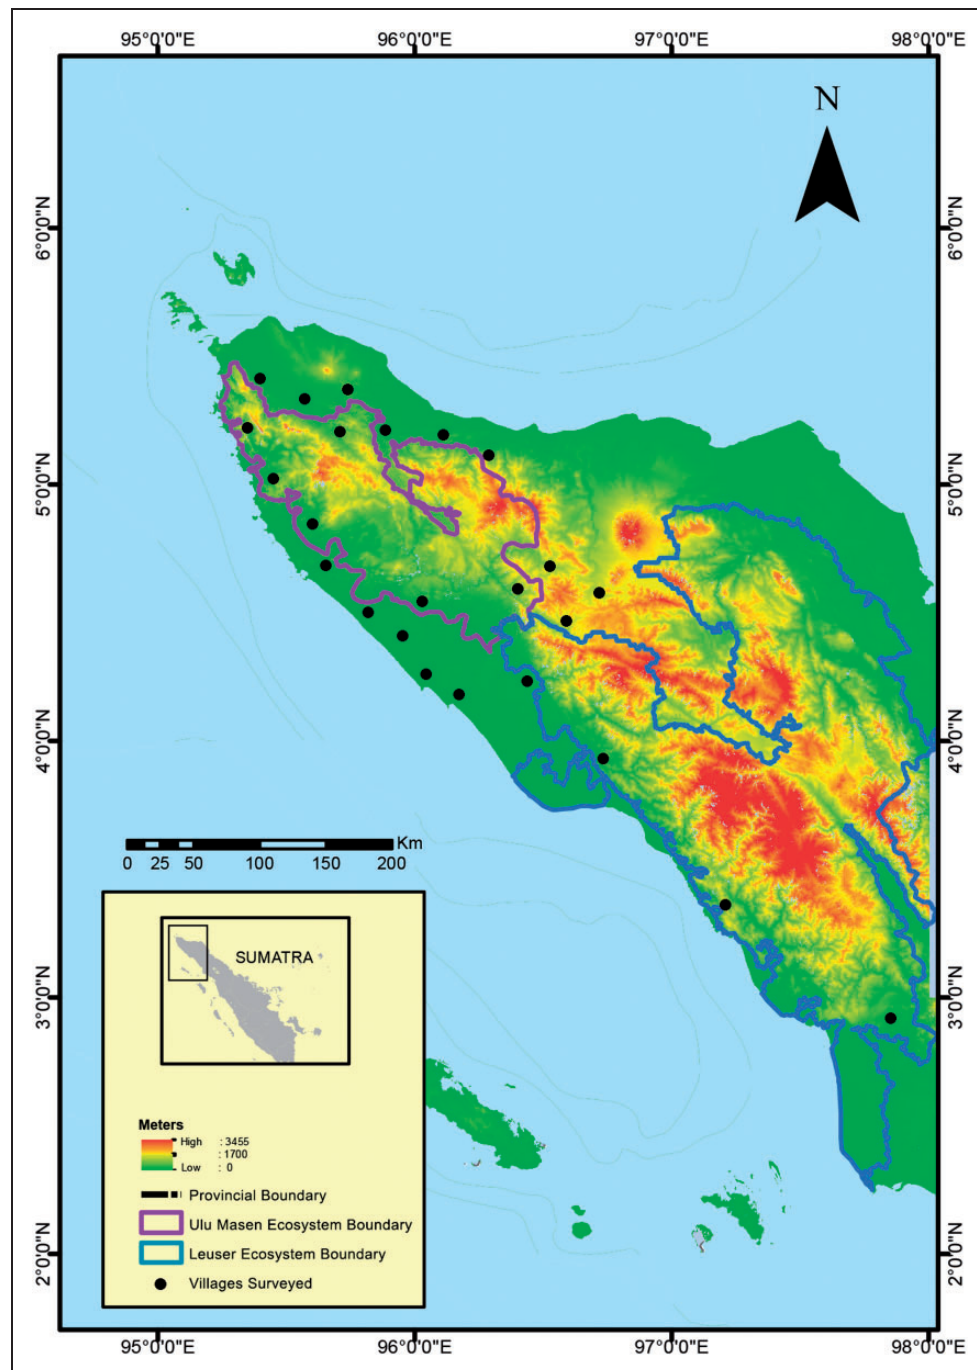 95°0'0"E 96°0'0"E 97°0'0"E 98°0'0"E
N
6°0'0"N 6°0'0"N
5°0'0"N 5°0'0"N
4°0'0"N 4°0'0"N
Km
0 25 50 100 150 200
SUMATRA
3°0'0"N 3°0'0"N
Meters
High : 3455
: 1700
Low : 0
Provincial Boundary
Ulu Masen Ecosystem Boundary
Leuser Ecosystem Boundary
Villages Surveyed
2°0'0"N 2°0'0"N
95°0'0"E 96°0'0"E 97°0'0"E 98°0'0"E